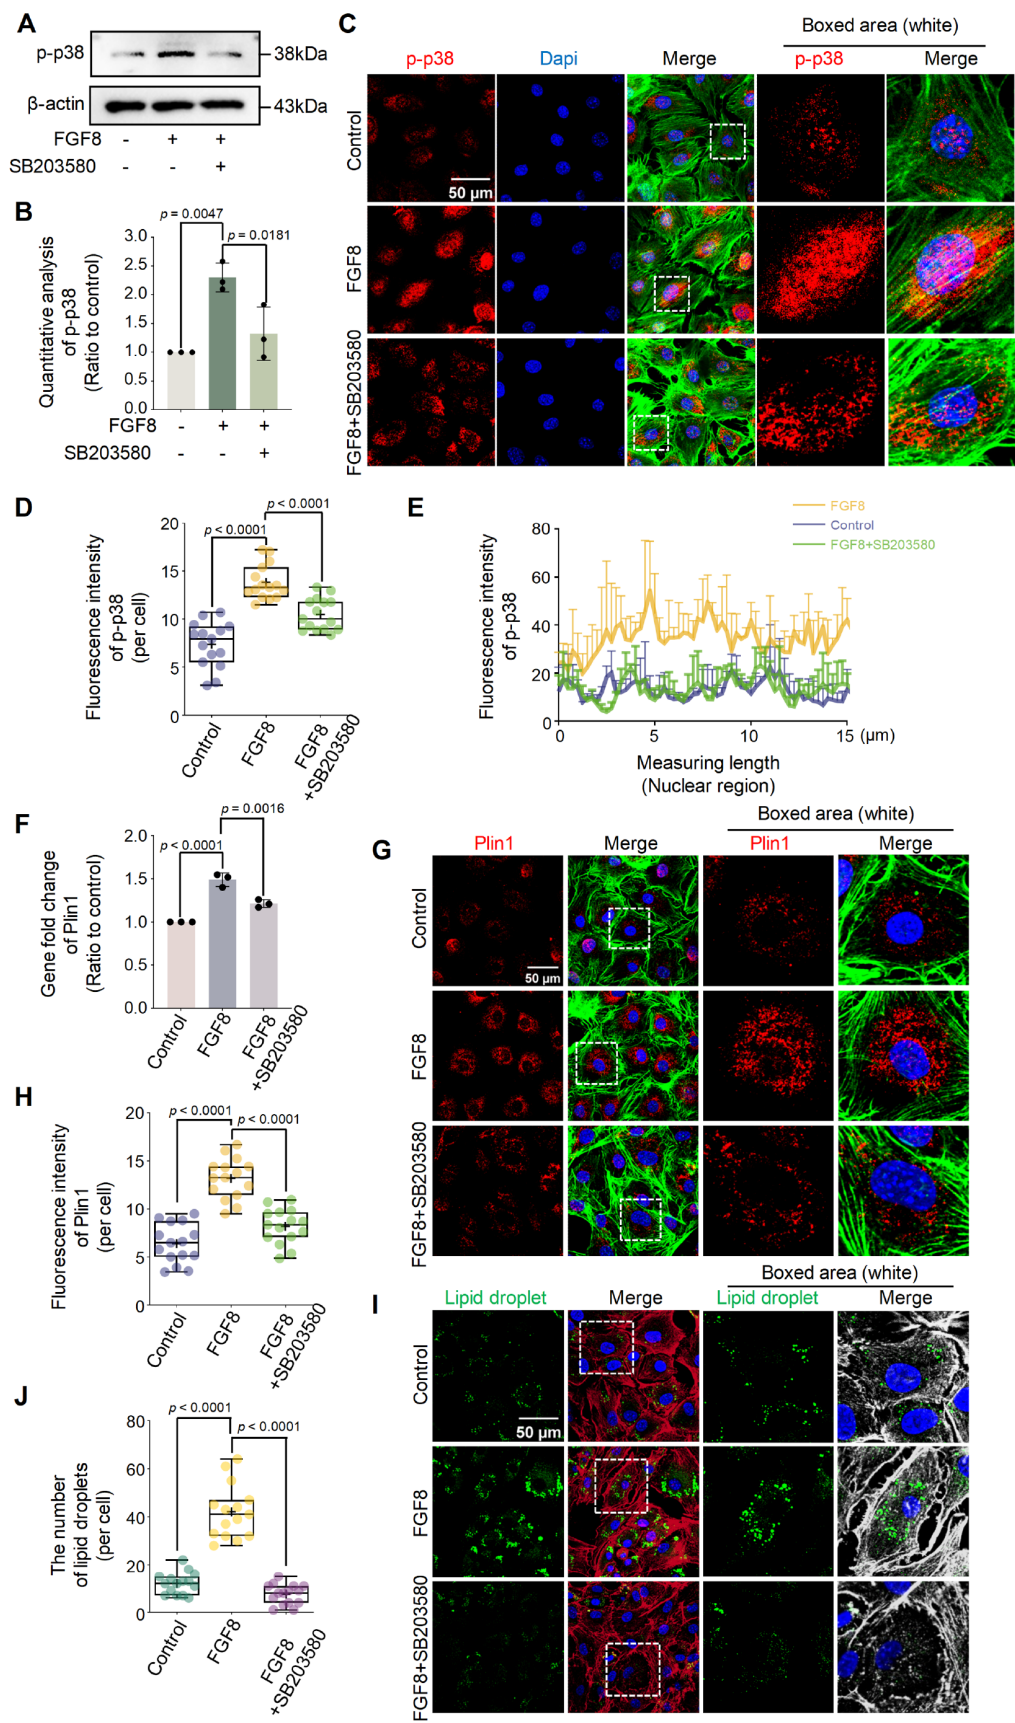 A
p-p38
38kDa
β-actin
43kDa
FGF8 - + +
SB203580 - - +
B
p = 0.0047
p = 0.0181
Quantitative analysis
of p-p38
(Ratio to control)
3.0
2.5
2.0
1.5
1.0
0.5
0.0
FGF8 - + +
SB203580 - - +
C
Boxed area (white)
p-p38 Dapi Merge p-p38 Merge
Control
50 μm
FGF8
FGF8+SB203580
D
p < 0.0001
p < 0.0001
Fluorescence intensity
of p-p38
(per cell)
20
15
10
5
0
Control
FGF8
FGF8
+SB203580
E
FGF8
Control
FGF8+SB203580
Fluorescence intensity
of p-p38
80
60
40
20
0
0 5 10 15 (μm)
Measuring length
(Nuclear region)
F
p = 0.0016
p < 0.0001
Gene fold change
of Plin1
(Ratio to control)
2.0
1.5
1.0
0.5
0.0
Control
FGF8
FGF8
+SB203580
G
Boxed area (white)
Plin1 Merge Plin1 Merge
Control
50 μm
FGF8
FGF8+SB203580
H
p < 0.0001
p < 0.0001
Fluorescence intensity
of Plin1
(per cell)
20
15
10
5
0
Control
FGF8
FGF8
+SB203580
I
Boxed area (white)
Lipid droplet Merge Lipid droplet Merge
Control
50 μm
FGF8
FGF8+SB203580
J
p < 0.0001
p < 0.0001
The number
of lipid droplets
(per cell)
80
60
40
20
0
Control
FGF8
FGF8
+SB203580